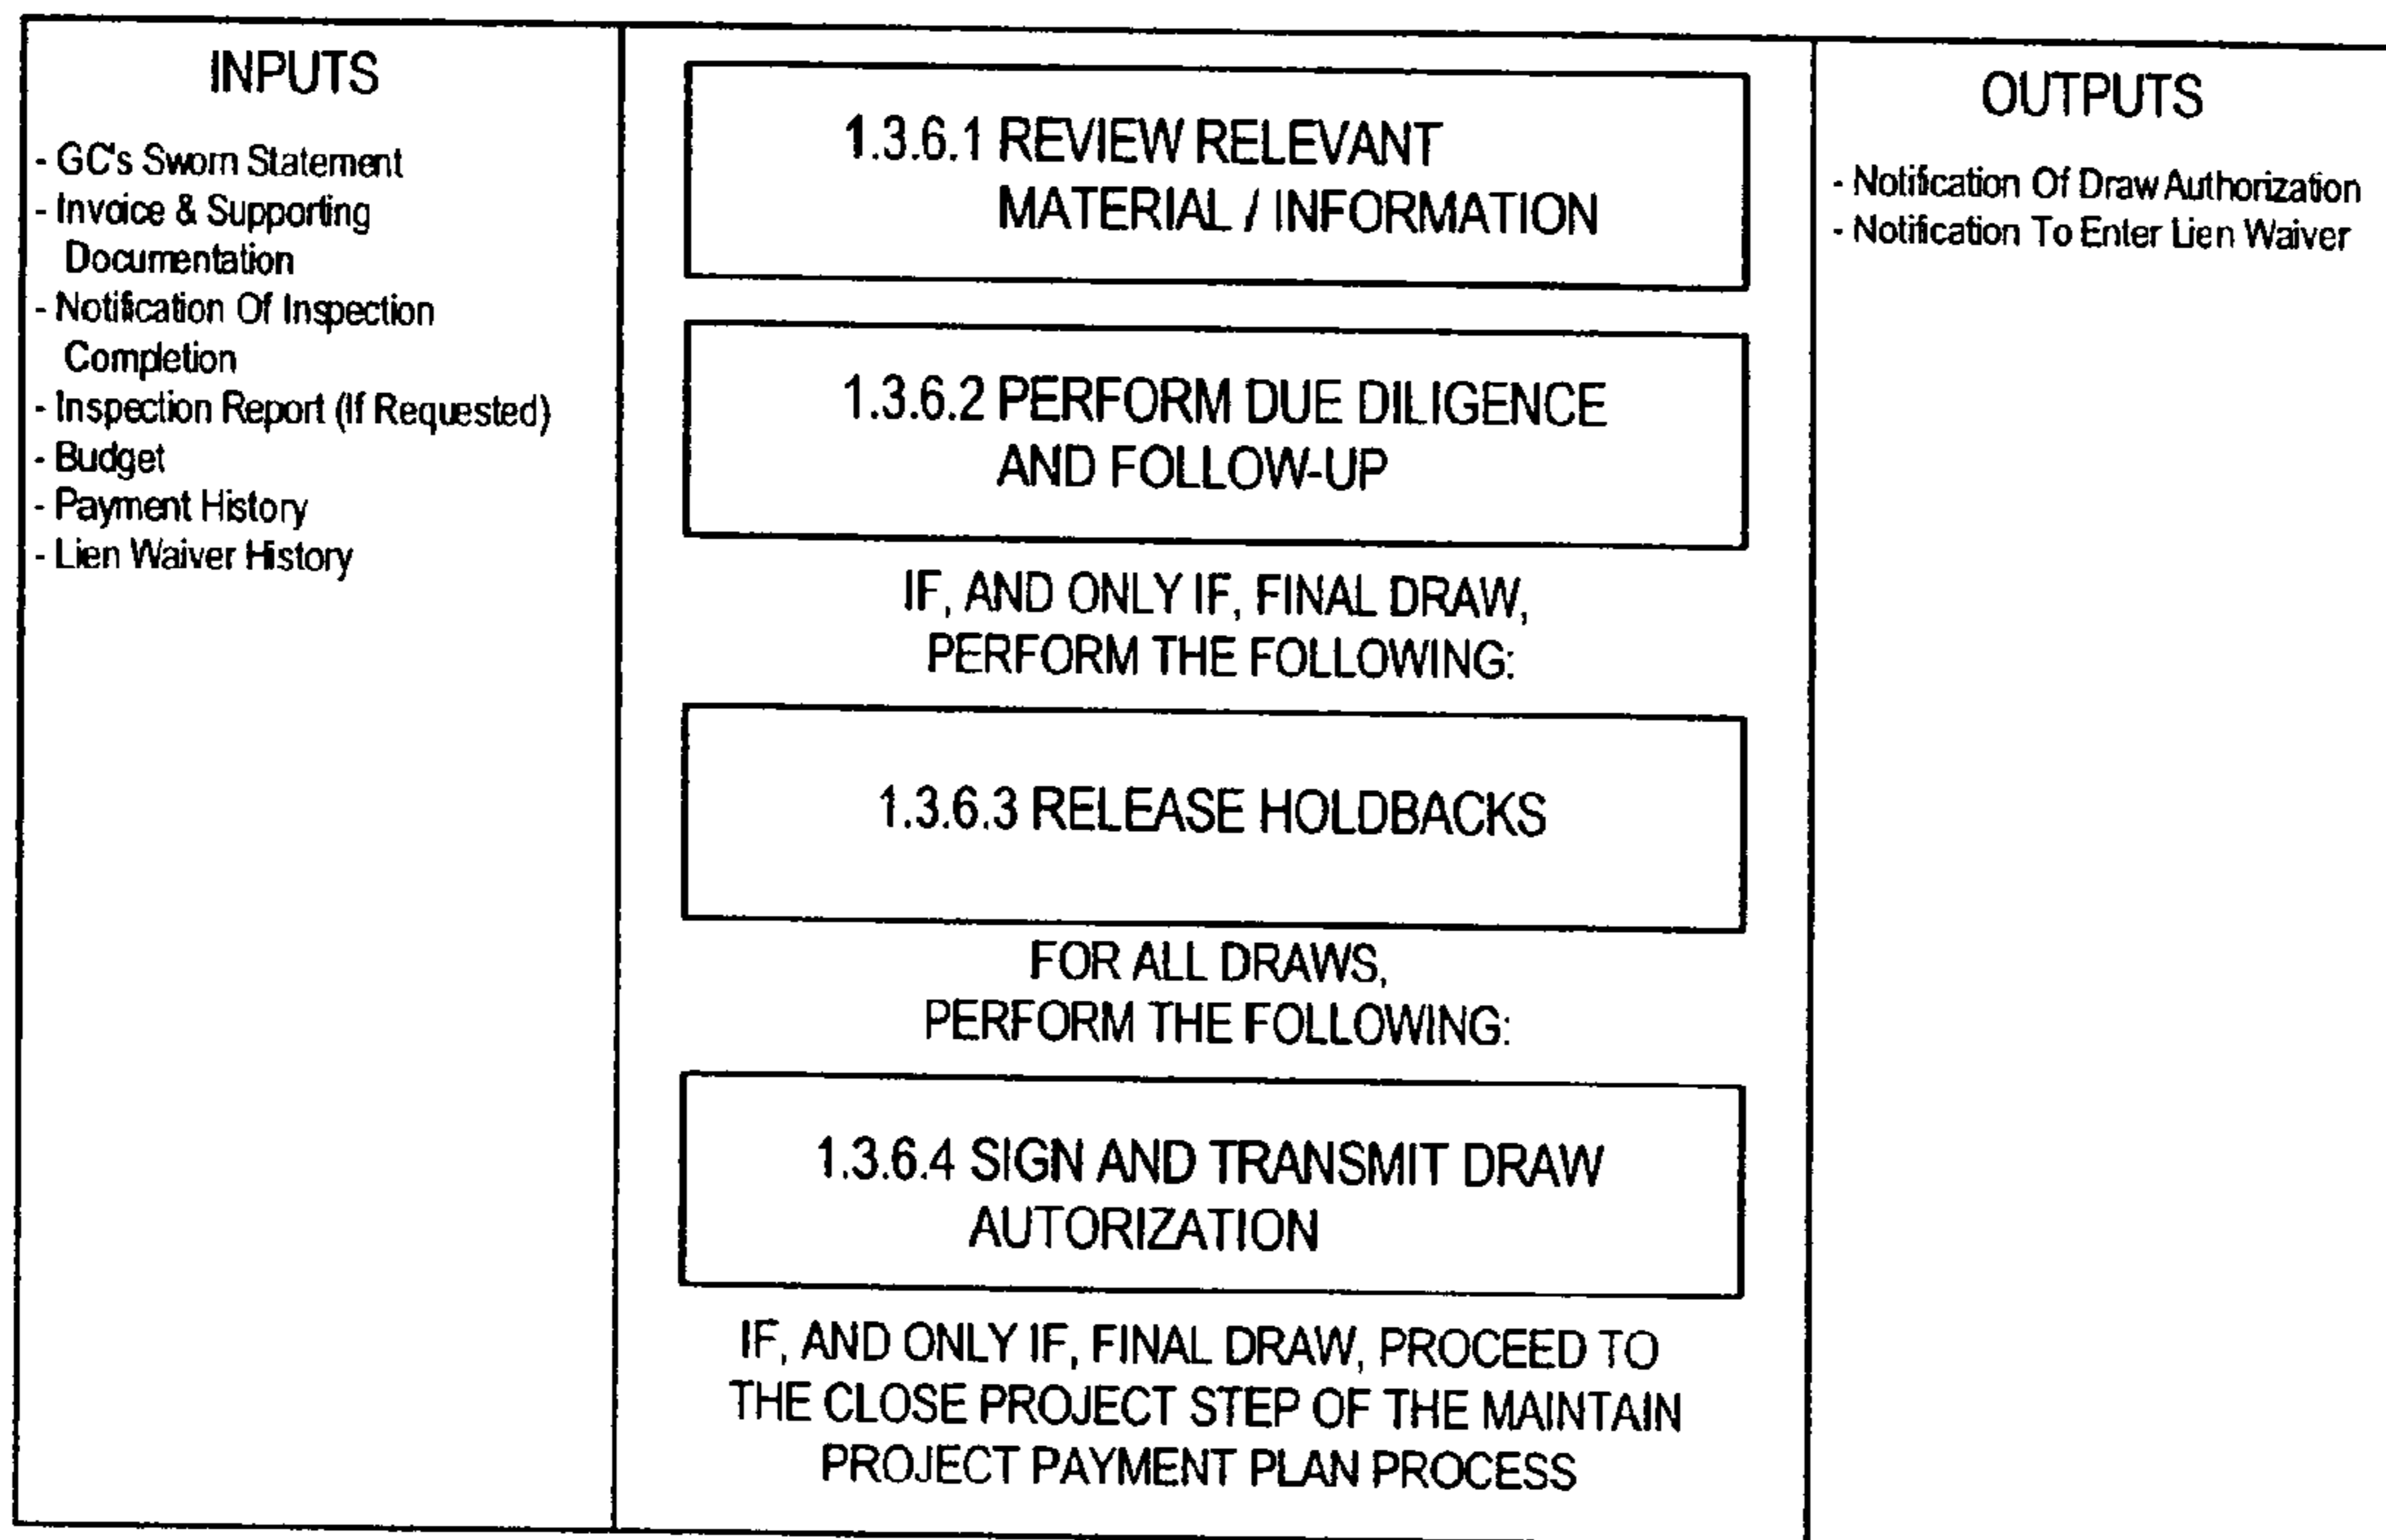 INPUTS
- GC's Sworn Statement
- Invoice & Supporting
Documentation
- Notification Of Inspection
Completion
- Inspection Report (If Requested)
- Budget
- Payment History
- Lien Waiver History
1.3.6.1 REVIEW RELEVANT
MATERIAL / INFORMATION
1.3.6.2 PERFORM DUE DILIGENCE
AND FOLLOW-UP
IF, AND ONLY IF, FINAL DRAW,
PERFORM THE FOLLOWING:
1.3.6.3 RELEASE HOLDBACKS
FOR ALL DRAWS,
PERFORM THE FOLLOWING:
1.3.6.4 SIGN AND TRANSMIT DRAW
AUTORIZATION
IF, AND ONLY IF, FINAL DRAW, PROCEED TO
THE CLOSE PROJECT STEP OF THE MAINTAIN
PROJECT PAYMENT PLAN PROCESS
OUTPUTS
- Notification Of Draw Authorization
- Notification To Enter Lien Waiver